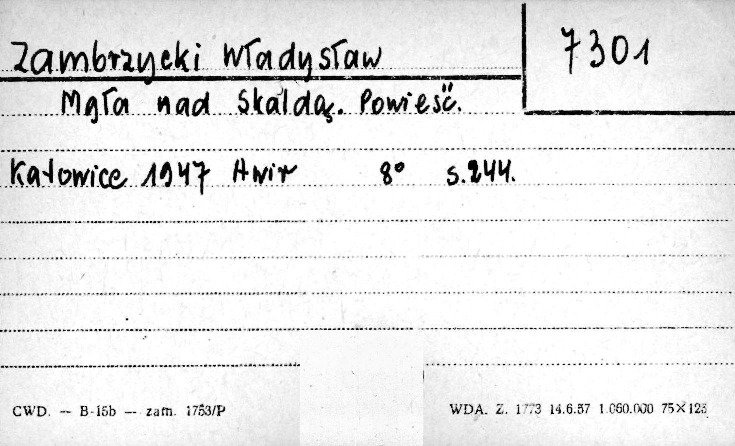 Zambrzycki Władysław
7301
Mgła nad Skaldą. Powieść.
Katowice 1947 Awir 8° s.244.
CWD. — B-15b — zam. 1753/P
WDA. Z. 1773 14.6.57 1.060.000 75×125